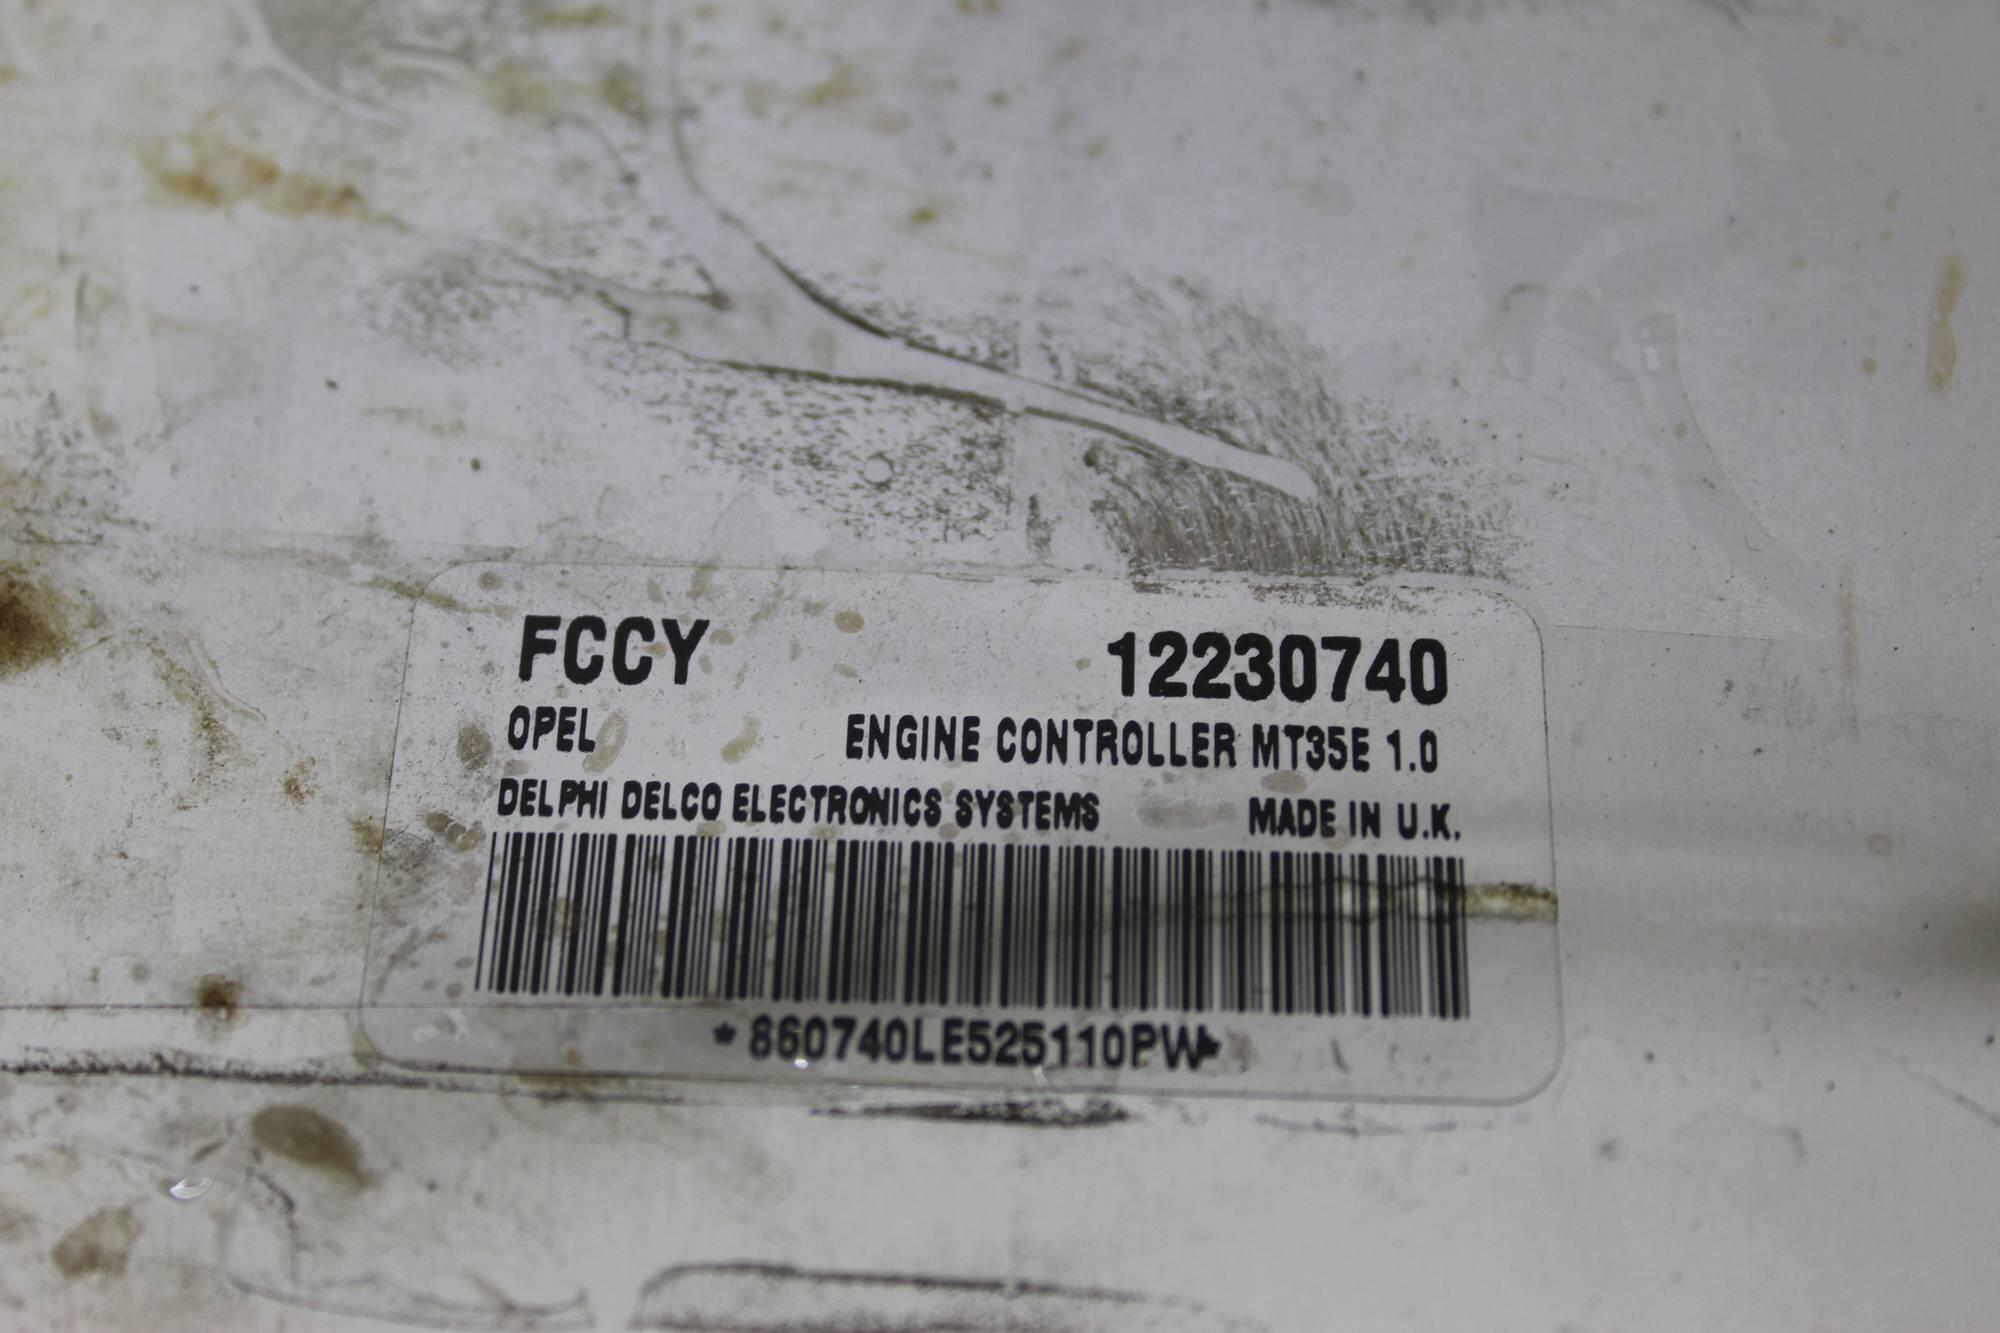 FCCY 12230740
OPEL ENGINE CONTROLLER MT35E 1.0
DELPHI DELCO ELECTRONICS SYSTEMS MADE IN U.K.
*860740LE525110PW*